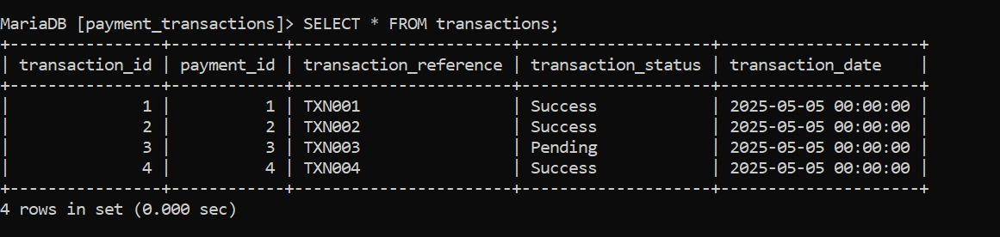 MariaDB [payment_transactions]> SELECT * FROM transactions;
+----------------+------------+-----------------------+--------------------+---------------------+
| transaction_id | payment_id | transaction_reference | transaction_status | transaction_date    |
+----------------+------------+-----------------------+--------------------+---------------------+
|              1 |          1 | TXN001                | Success            | 2025-05-05 00:00:00 |
|              2 |          2 | TXN002                | Success            | 2025-05-05 00:00:00 |
|              3 |          3 | TXN003                | Pending            | 2025-05-05 00:00:00 |
|              4 |          4 | TXN004                | Success            | 2025-05-05 00:00:00 |
+----------------+------------+-----------------------+--------------------+---------------------+
4 rows in set (0.000 sec)